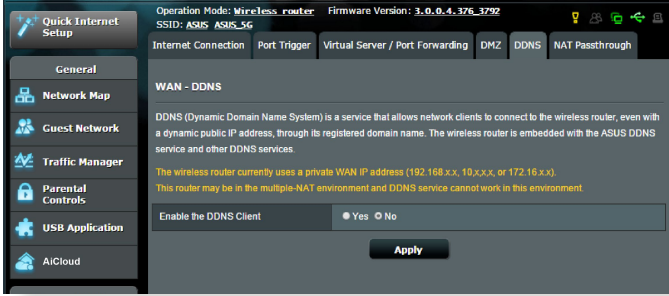 Quick Internet
Setup
Operation Mode: Wireless router Firmware Version: 3.0.0.4.376_3792
SSID: ASUS ASUS_5G
Internet Connection Port Trigger Virtual Server / Port Forwarding DMZ DDNS NAT Passthrough
General
Network Map
Guest Network
Traffic Manager
Parental
Controls
USB Application
AiCloud
WAN - DDNS
DDNS (Dynamic Domain Name System) is a service that allows network clients to connect to the wireless router, even with
a dynamic public IP address, through its registered domain name. The wireless router is embedded with the ASUS DDNS
service and other DDNS services.
The wireless router currently uses a private WAN IP address (192.168.x.x, 10,x,x,x, or 172.16.x.x).
This router may be in the multiple-NAT environment and DDNS service cannot work in this environment.
Enable the DDNS Client Yes No
Apply